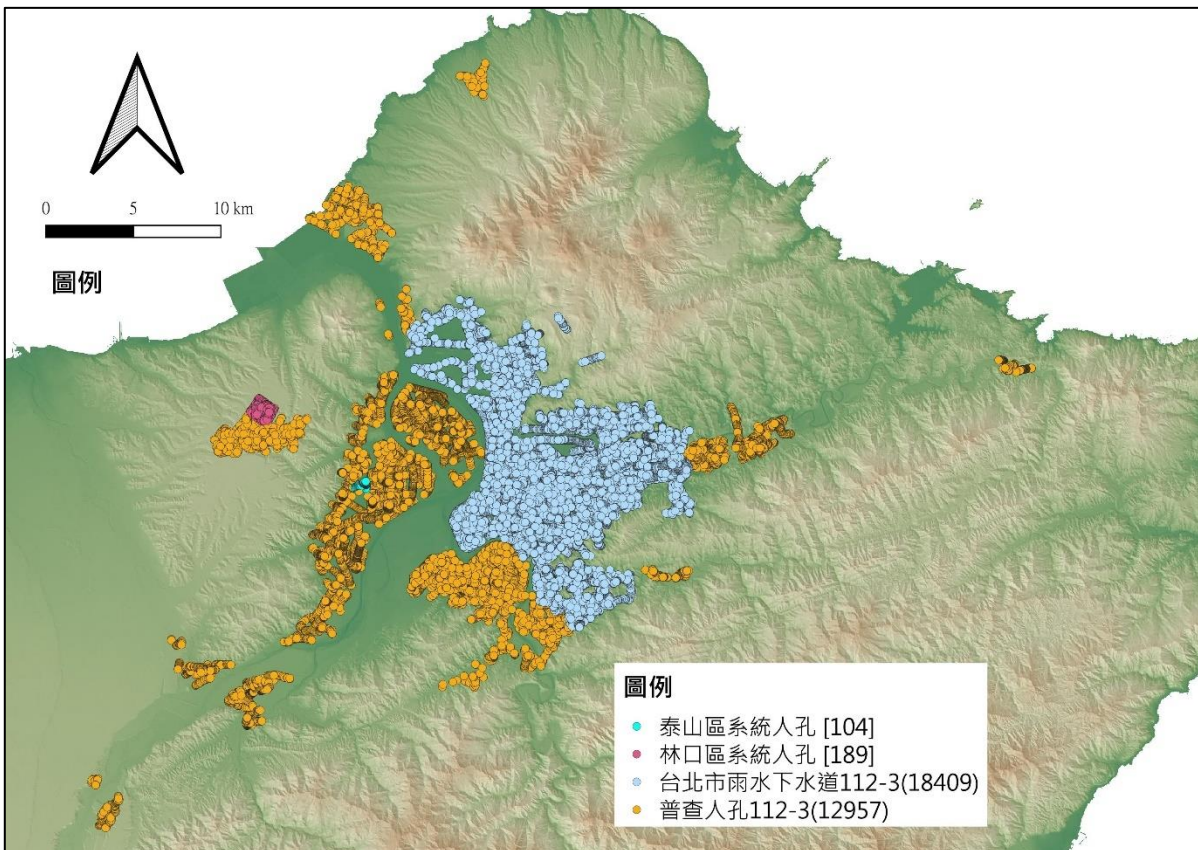 0 5 10 km
圖例
圖例
泰山區系統人孔 [104]
林口區系統人孔 [189]
台北市雨水下水道112-3(18409)
普查人孔112-3(12957)